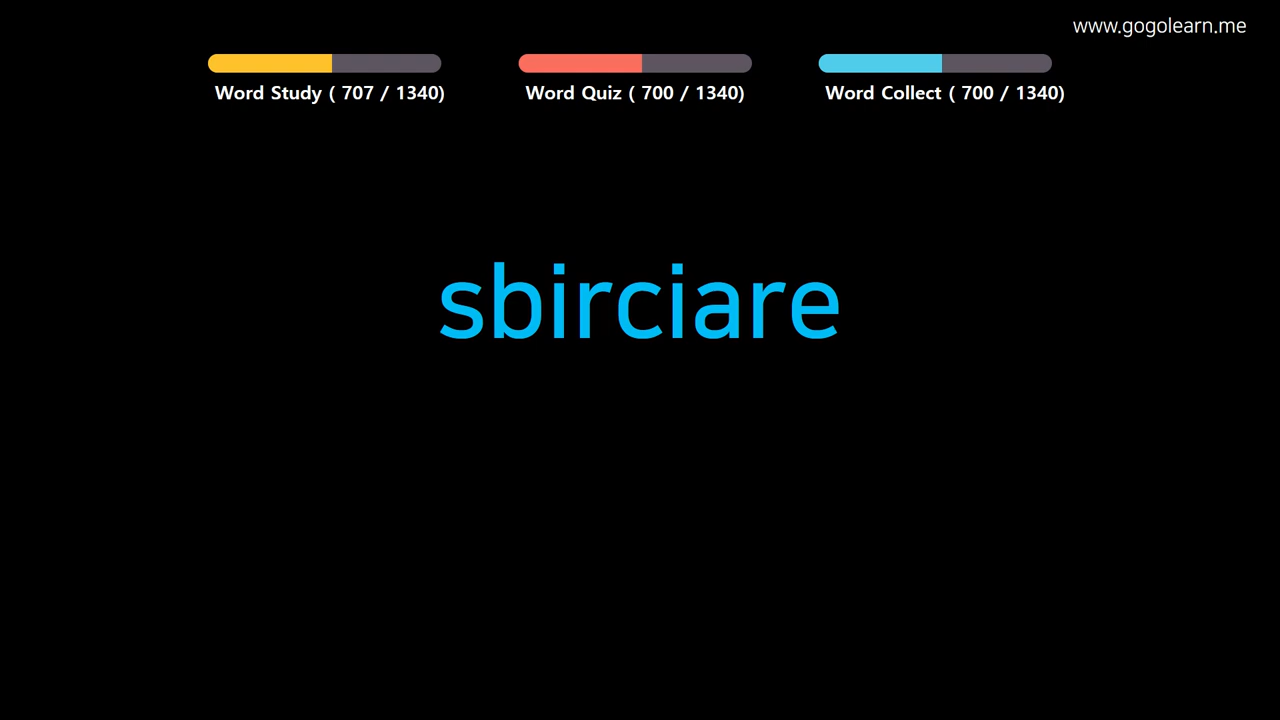 www.gogolearn.me
Word Study ( 707 / 1340)
Word Quiz ( 700 / 1340)
Word Collect ( 700 / 1340)
sbirciare